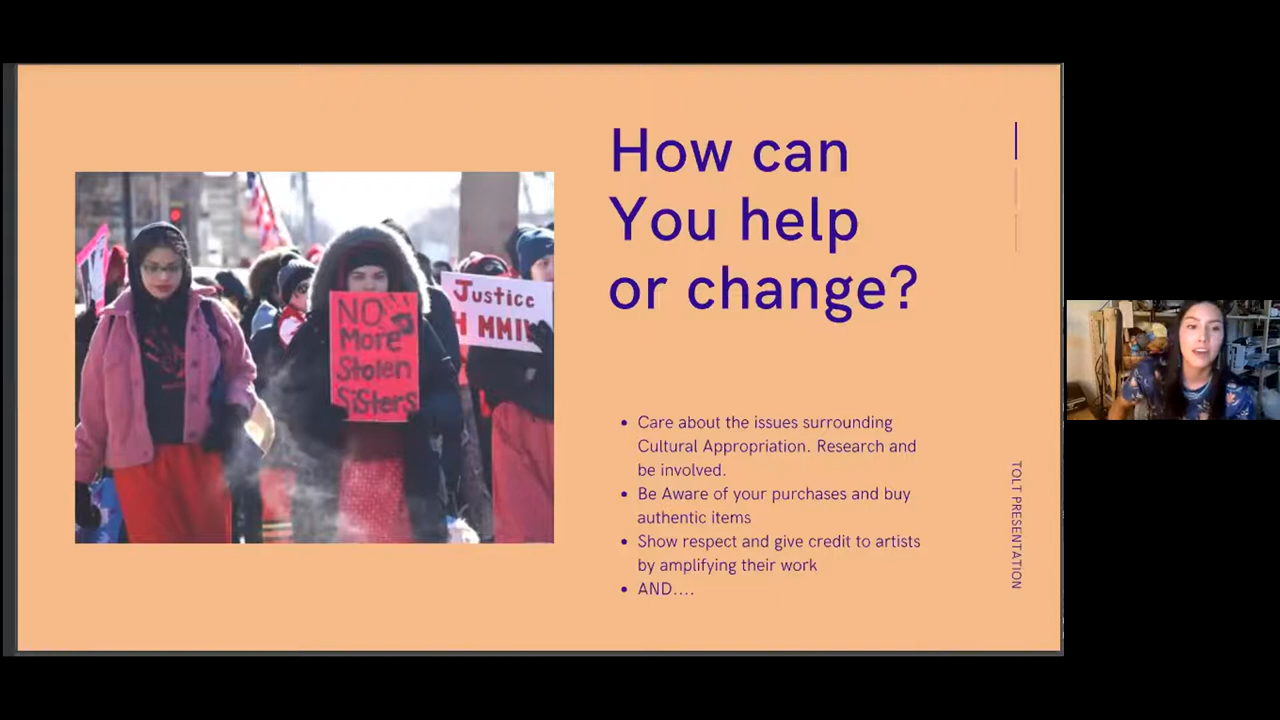 How can
You help
or change?
NO
More
Stolen
Sisters
Justice
MMI
Care about the issues surrounding
Cultural Appropriation. Research and
be involved.
Be Aware of your purchases and buy
authentic items
Show respect and give credit to artists
by amplifying their work
AND....
TOLT PRESENTATION